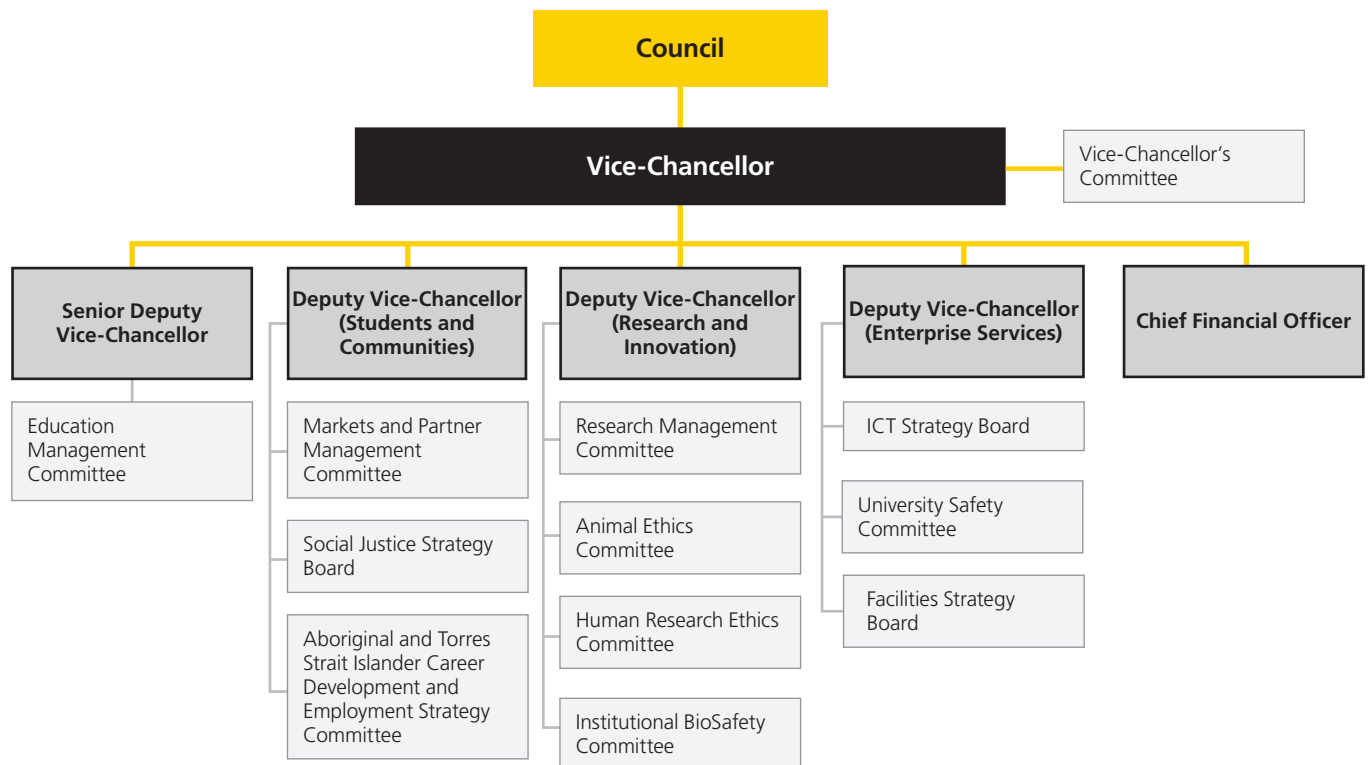 Council
Vice-Chancellor
Vice-Chancellor's
Committee
Senior Deputy
Vice-Chancellor
Education
Management
Committee
Deputy Vice-Chancellor
(Students and
Communities)
Markets and Partner
Management
Committee
Social Justice Strategy
Board
Aboriginal and Torres
Strait Islander Career
Development and
Employment Strategy
Committee
Deputy Vice-Chancellor
(Research and
Innovation)
Research Management
Committee
Animal Ethics
Committee
Human Research Ethics
Committee
Institutional BioSafety
Committee
Deputy Vice-Chancellor
(Enterprise Services)
ICT Strategy Board
University Safety
Committee
Facilities Strategy
Board
Chief Financial Officer